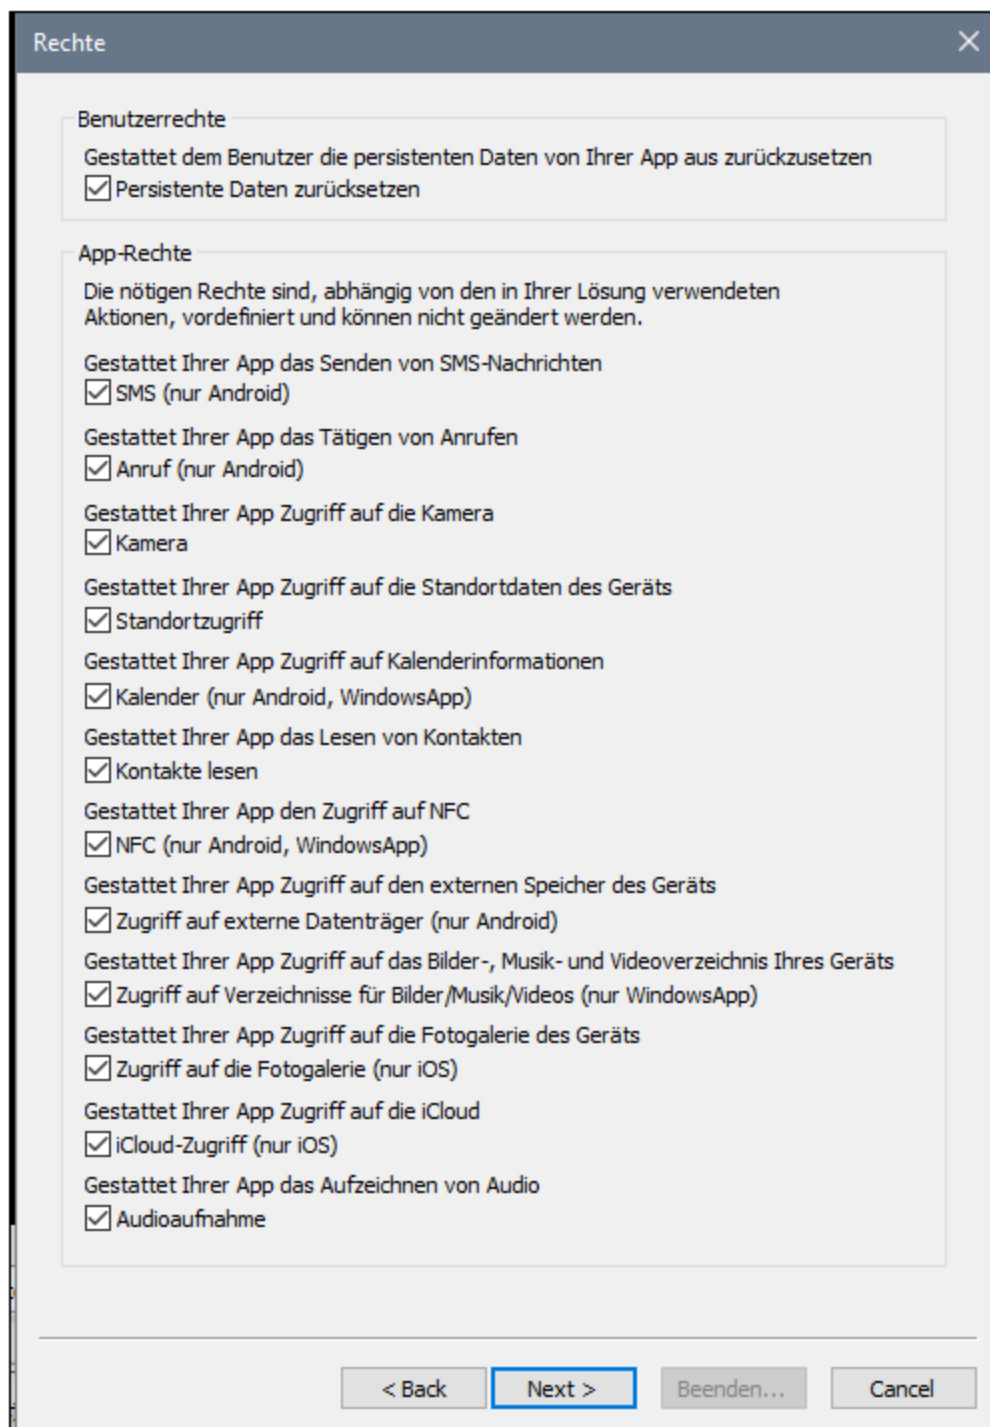 Rechte
Benutzerrechte
Gestattet dem Benutzer die persistenten Daten von Ihrer App aus zurückzusetzen
Persistente Daten zurücksetzen
App-Rechte
Die nötigen Rechte sind, abhängig von den in Ihrer Lösung verwendeten
Aktionen, vordefiniert und können nicht geändert werden.
Gestattet Ihrer App das Senden von SMS-Nachrichten
SMS (nur Android)
Gestattet Ihrer App das Tätigen von Anrufen
Anruf (nur Android)
Gestattet Ihrer App Zugriff auf die Kamera
Kamera
Gestattet Ihrer App Zugriff auf die Standortdaten des Geräts
Standortzugriff
Gestattet Ihrer App Zugriff auf Kalenderinformationen
Kalender (nur Android, WindowsApp)
Gestattet Ihrer App das Lesen von Kontakten
Kontakte lesen
Gestattet Ihrer App den Zugriff auf NFC
NFC (nur Android, WindowsApp)
Gestattet Ihrer App Zugriff auf den externen Speicher des Geräts
Zugriff auf externe Datenträger (nur Android)
Gestattet Ihrer App Zugriff auf das Bilder-, Musik- und Videoverzeichnis Ihres Geräts
Zugriff auf Verzeichnisse für Bilder/Musik/Videos (nur WindowsApp)
Gestattet Ihrer App Zugriff auf die Fotogalerie des Geräts
Zugriff auf die Fotogalerie (nur iOS)
Gestattet Ihrer App Zugriff auf die iCloud
iCloud-Zugriff (nur iOS)
Gestattet Ihrer App das Aufzeichnen von Audio
Audioaufnahme
< Back Next > Beenden... Cancel